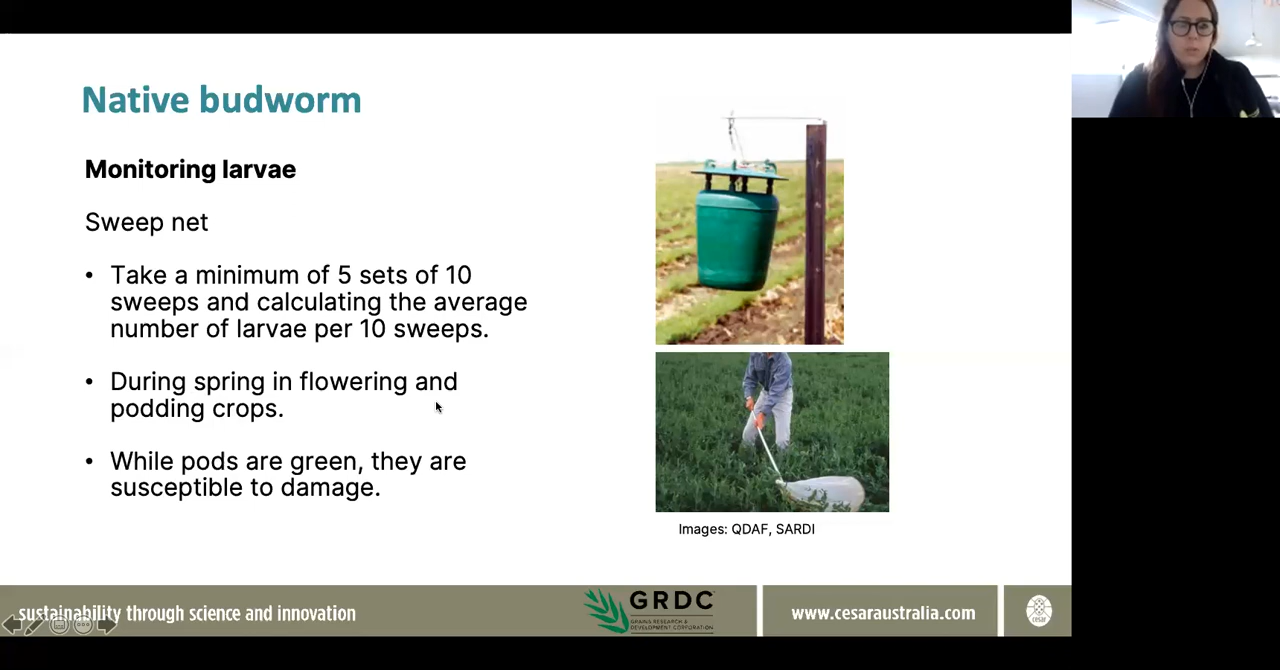 Native budworm
Monitoring larvae
Sweep net
• Take a minimum of 5 sets of 10
sweeps and calculating the average
number of larvae per 10 sweeps.
• During spring in flowering and
podding crops.
• While pods are green, they are
susceptible to damage.
Images: QDAF, SARDI
sustainability through science and innovation
GRDC
GRAINS RESEARCH &
DEVELOPMENT CORPORATION
www.cesaraustralia.com
cesar